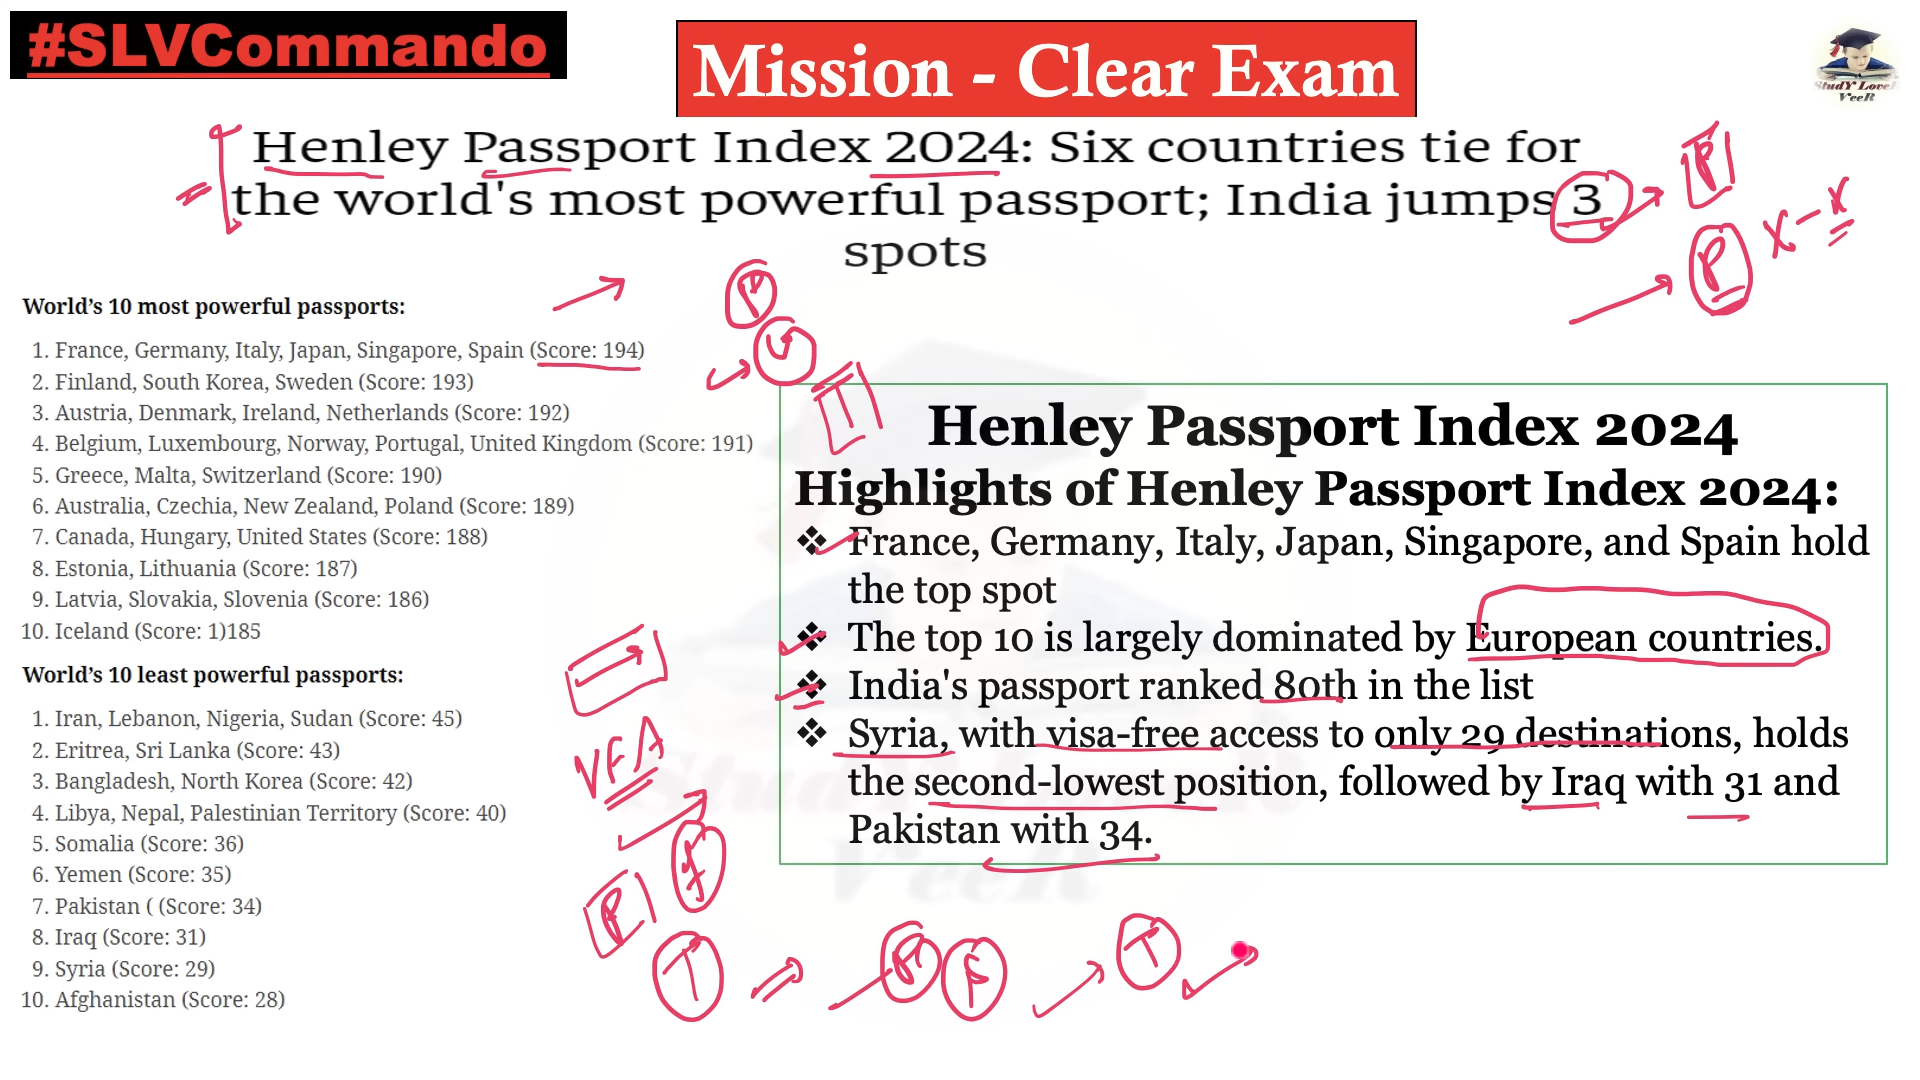 #SLVCommando
Mission - Clear Exam
StudY LoveR
VeeR
Henley Passport Index 2024: Six countries tie for
the world's most powerful passport; India jumps 3
spots
World's 10 most powerful passports:
1. France, Germany, Italy, Japan, Singapore, Spain (Score: 194)
2. Finland, South Korea, Sweden (Score: 193)
3. Austria, Denmark, Ireland, Netherlands (Score: 192)
4. Belgium, Luxembourg, Norway, Portugal, United Kingdom (Score: 191)
5. Greece, Malta, Switzerland (Score: 190)
6. Australia, Czechia, New Zealand, Poland (Score: 189)
7. Canada, Hungary, United States (Score: 188)
8. Estonia, Lithuania (Score: 187)
9. Latvia, Slovakia, Slovenia (Score: 186)
10. Iceland (Score: 1)185
World's 10 least powerful passports:
1. Iran, Lebanon, Nigeria, Sudan (Score: 45)
2. Eritrea, Sri Lanka (Score: 43)
3. Bangladesh, North Korea (Score: 42)
4. Libya, Nepal, Palestinian Territory (Score: 40)
5. Somalia (Score: 36)
6. Yemen (Score: 35)
7. Pakistan ( (Score: 34)
8. Iraq (Score: 31)
9. Syria (Score: 29)
10. Afghanistan (Score: 28)
Henley Passport Index 2024
Highlights of Henley Passport Index 2024:
❖ France, Germany, Italy, Japan, Singapore, and Spain hold
the top spot
❖ The top 10 is largely dominated by European countries.
❖ India's passport ranked 80th in the list
❖ Syria, with visa-free access to only 29 destinations, holds
the second-lowest position, followed by Iraq with 31 and
Pakistan with 34.
P
P
X - X
P
VFA
P
T
F
T